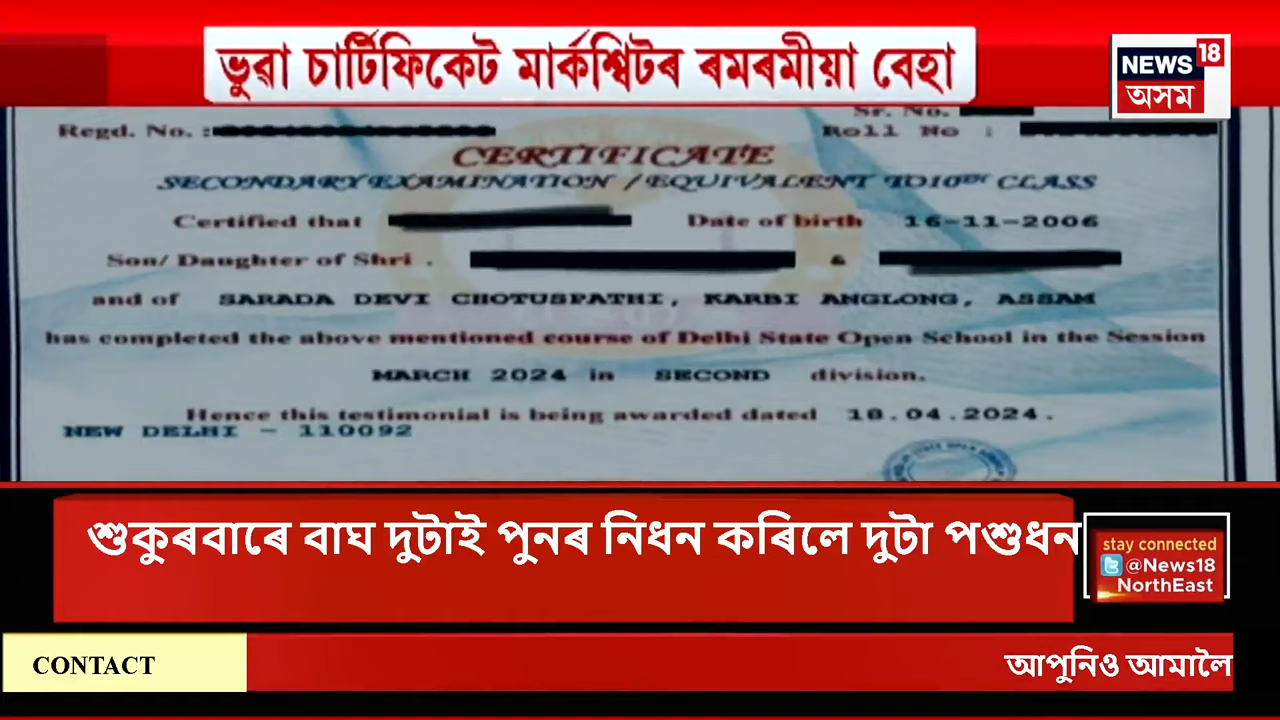 ভুৱা চাৰ্টিফিকেট মাৰ্কশ্বিটৰ ৰমৰমীয়া বেহা
NEWS 18
অসম
Sr. No.
Regd. No. :
Roll No :
CERTIFICATE
SECONDARY EXAMINATION / EQUIVALENT TO 10TH CLASS
Certified that Date of birth 16-11-2006
Son/ Daughter of Shri . &
and of SARADA DEVI CHOTUSPATHI, KARBI ANGLONG, ASSAM
has completed the above mentioned course of Delhi State Open School in the Session
MARCH 2024 in SECOND division.
Hence this testimonial is being awarded dated 18.04.2024.
NEW DELHI - 110092
শুকুৰবাৰে বাঘ দুটাই পুনৰ নিধন কৰিলে দুটা পশুধন
stay connected
@News18
NorthEast
CONTACT
আপুনিও আমালৈ